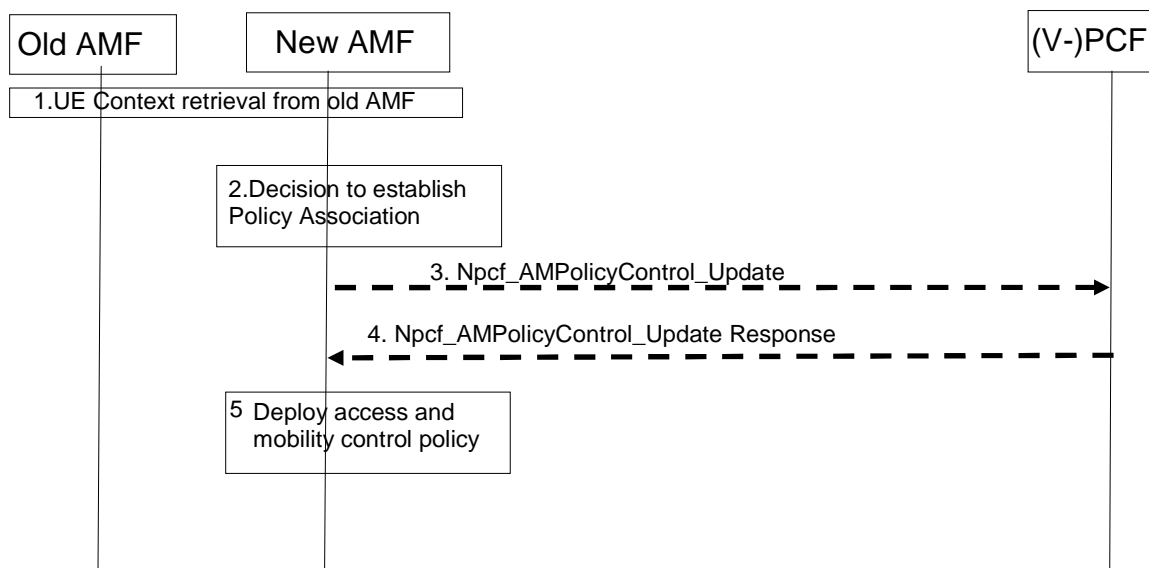 Old AMF
New AMF
(V-)PCF
1.UE Context retrieval from old AMF
2.Decision to establish
Policy Association
3. Npcf_AMPolicyControl_Update
4. Npcf_AMPolicyControl_Update Response
5 Deploy access and
mobility control policy